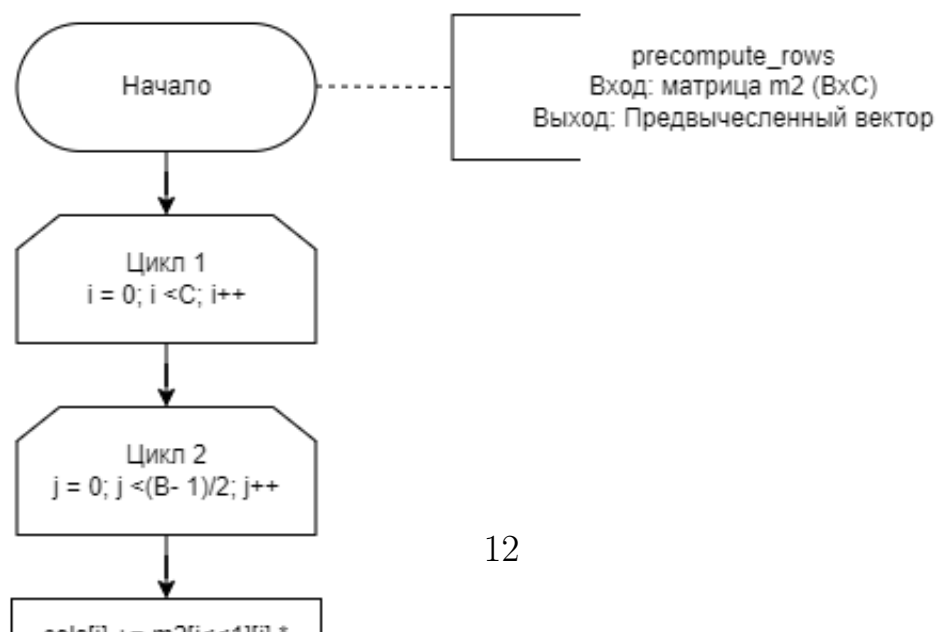 Начало
precompute_rows
Вход: матрица m2 (BxC)
Выход: Предвычесленный вектор
Цикл 1
i = 0; i <C; i++
Цикл 2
j = 0; j <(B- 1)/2; j++
12